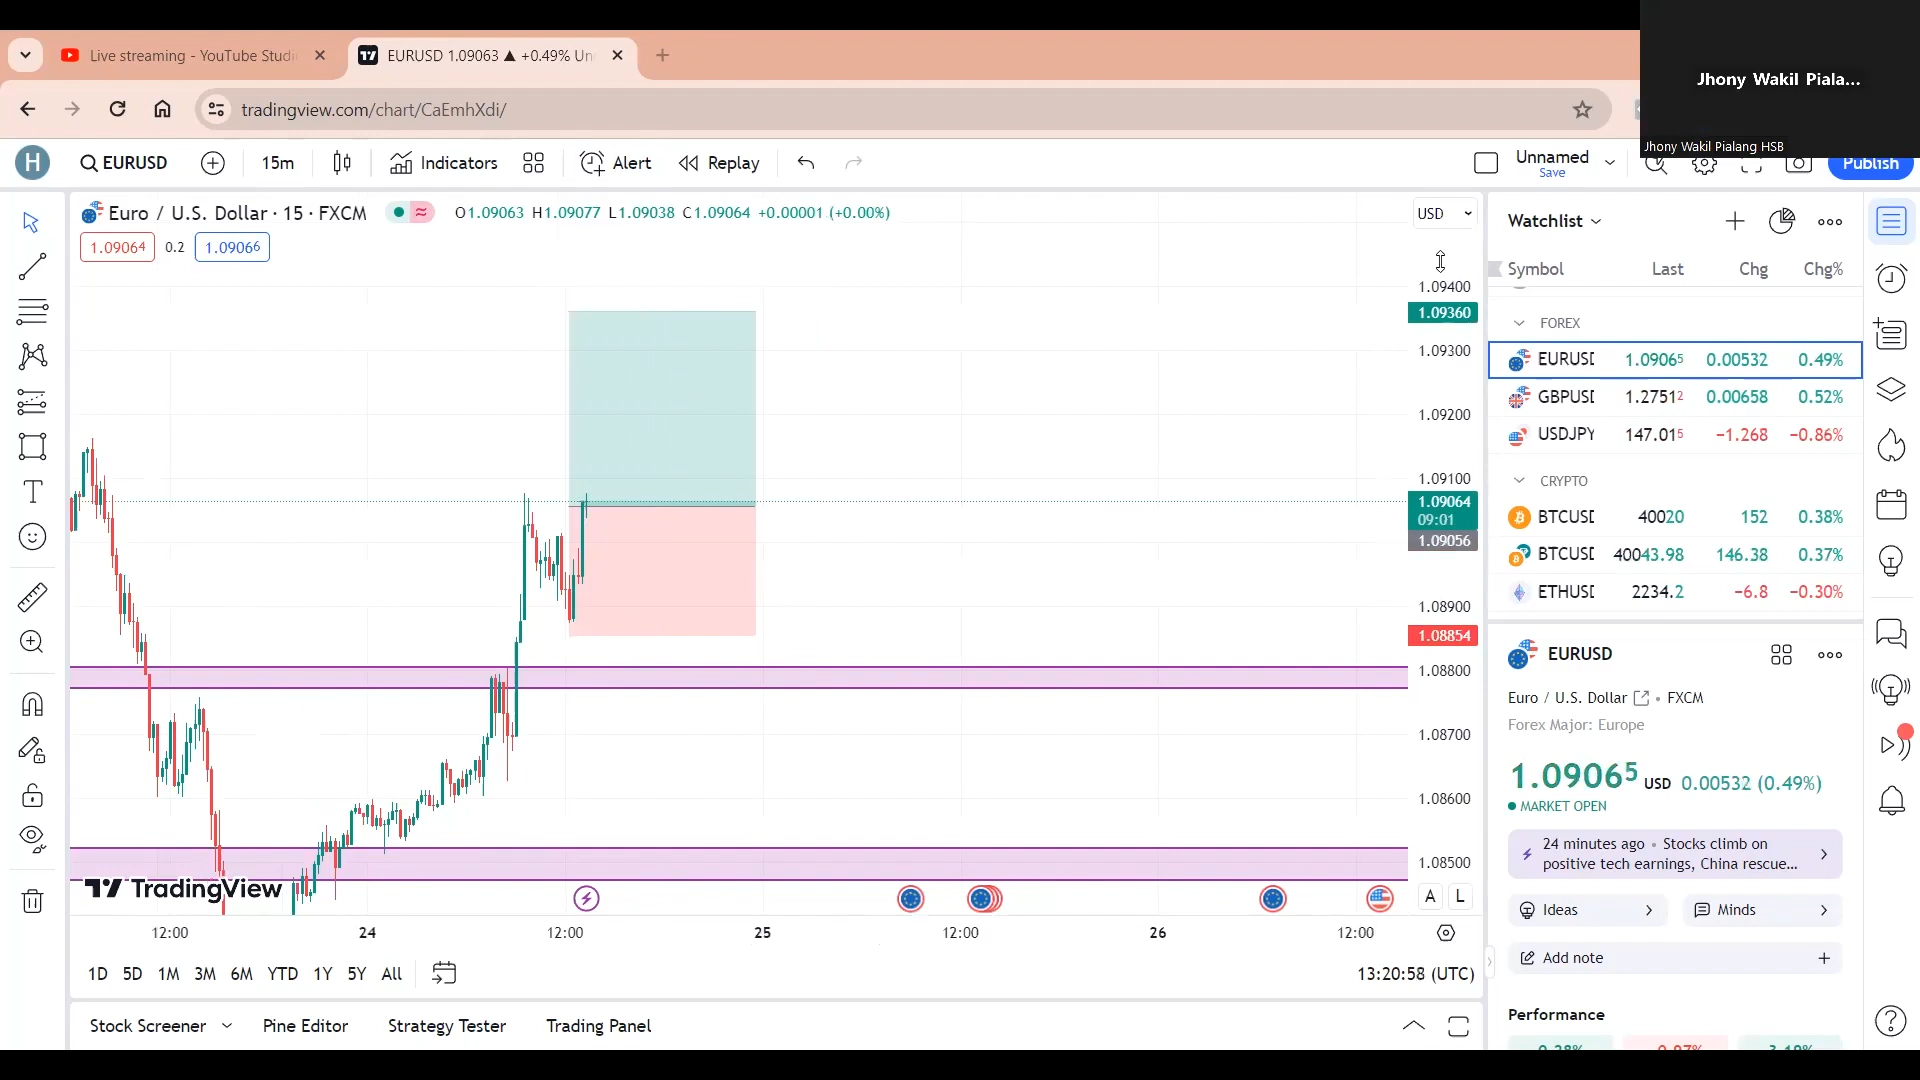 Live streaming - YouTube Studi
EURUSD 1.09063 ▲ +0.49% Un
Jhony Wakil Piala...
Jhony Wakil Pialang HSB
tradingview.com/chart/CaEmhXdi/
H
EURUSD
15m
Indicators
Alert
Replay
Unnamed
Save
Publish
Euro / U.S. Dollar · 15 · FXCM
O1.09063 H1.09077 L1.09038 C1.09064 +0.00001 (+0.00%)
1.09064 0.2 1.09066
USD
1.09400
1.09360
1.09300
1.09200
1.09100
1.09064
09:01
1.09056
1.08900
1.08854
1.08800
1.08700
1.08600
1.08500
A L
TradingView
12:00 24 12:00 25 12:00 26 12:00
1D 5D 1M 3M 6M YTD 1Y 5Y All
13:20:58 (UTC)
Stock Screener Pine Editor Strategy Tester Trading Panel
Watchlist
Symbol Last Chg Chg%
FOREX
EURUSD 1.09065 0.00532 0.49%
GBPUSD 1.27512 0.00658 0.52%
USDJPY 147.015 −1.268 −0.86%
CRYPTO
BTCUSD 40020 152 0.38%
BTCUSD 40043.98 146.38 0.37%
ETHUSD 2234.2 −6.8 −0.30%
EURUSD
Euro / U.S. Dollar • FXCM
Forex Major: Europe
1.09065 USD 0.00532 (0.49%)
MARKET OPEN
24 minutes ago • Stocks climb on
positive tech earnings, China rescue...
Ideas
Minds
Add note
Performance